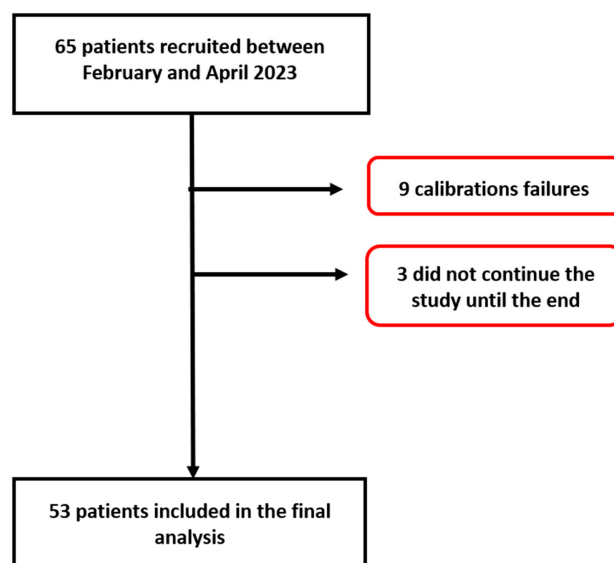 65 patients recruited between
February and April 2023
9 calibrations failures
3 did not continue the
study until the end
53 patients included in the final
analysis